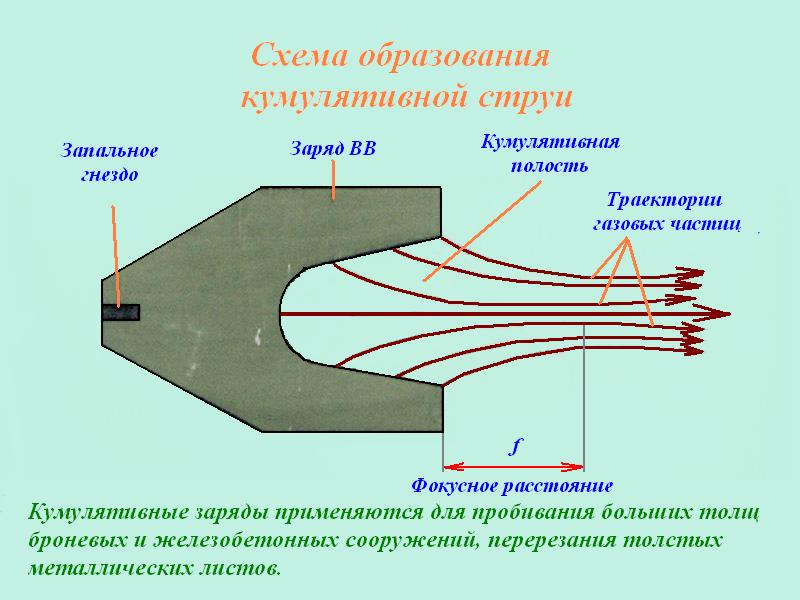 Схема образования
кумулятивной струи
Запальное
гнездо
Заряд ВВ
Кумулятивная
полость
Траектории
газовых частиц
f
Фокусное расстояние
Кумулятивные заряды применяются для пробивания больших толщ
броневых и железобетонных сооружений, перерезания толстых
металлических листов.